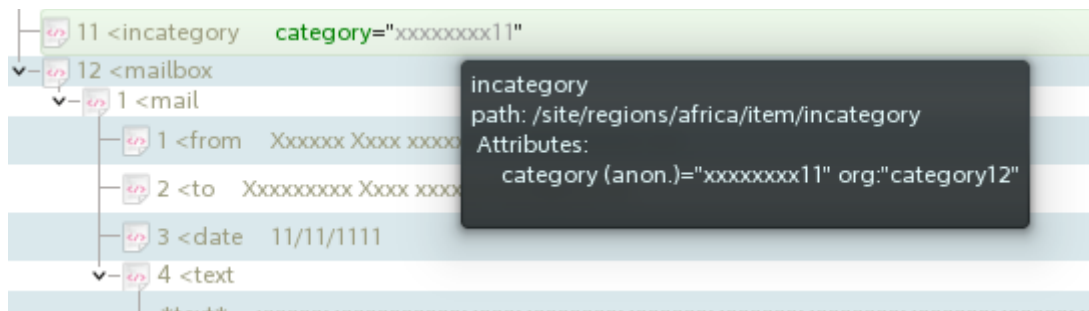 11 <incategory category="xxxxxxxx11"
12 <mailbox
1 <mail
1 <from Xxxxxx Xxxx xxxxx
2 <to Xxxxxxxxx Xxxx xxxx
3 <date 11/11/1111
4 <text
incategory
path: /site/regions/africa/item/incategory
Attributes:
category (anon.)="xxxxxxxx11" org:"category12"